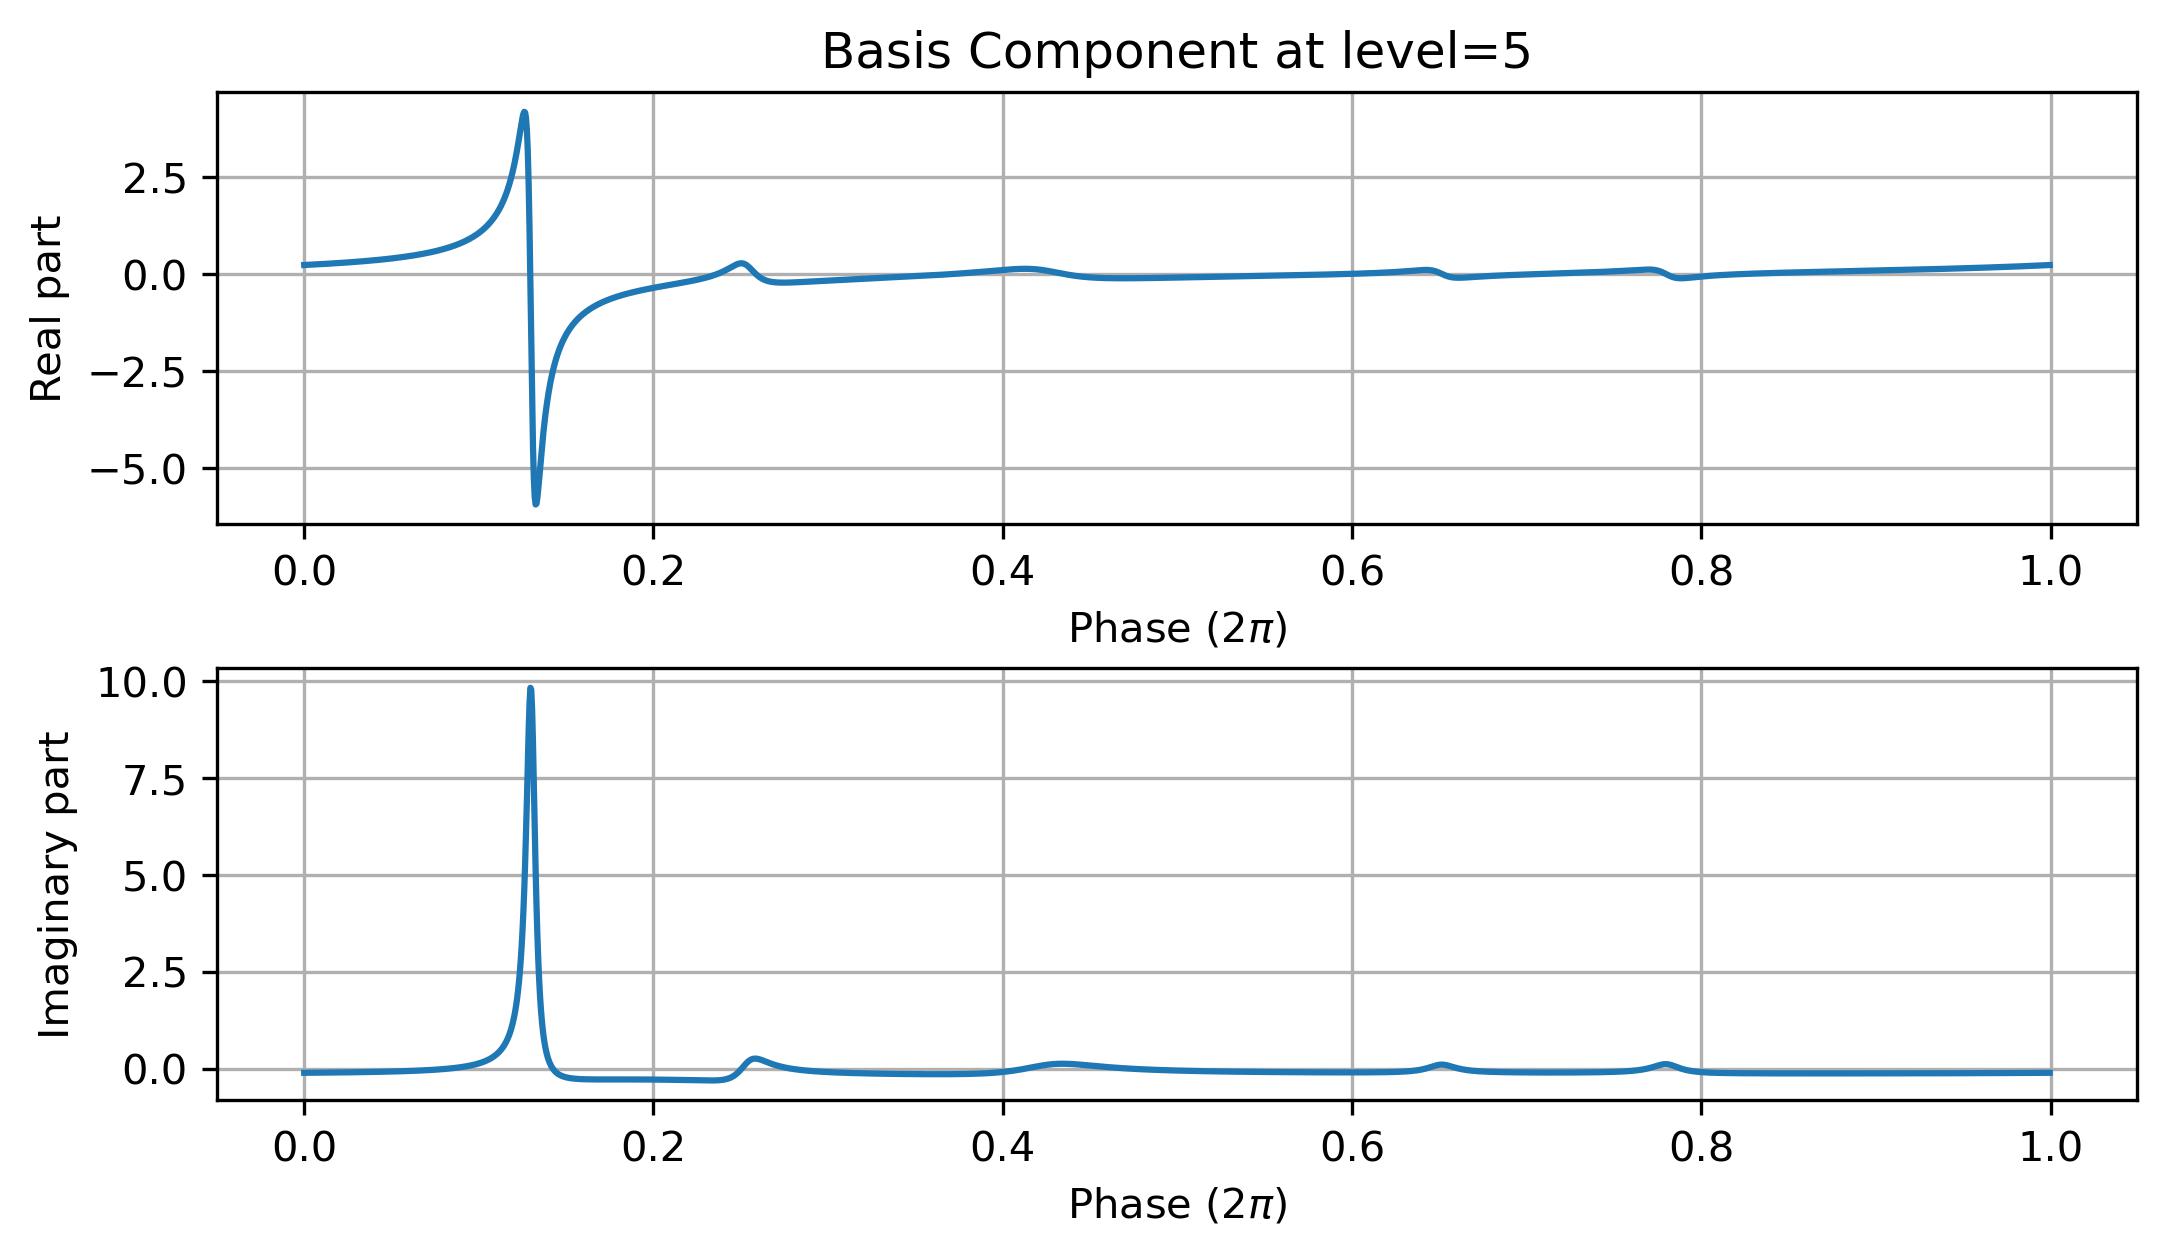 Basis Component at level=5
Real part
2.5
0.0
−2.5
−5.0
0.0 0.2 0.4 0.6 0.8 1.0
Phase (2π)
Imaginary part
10.0
7.5
5.0
2.5
0.0
0.0 0.2 0.4 0.6 0.8 1.0
Phase (2π)